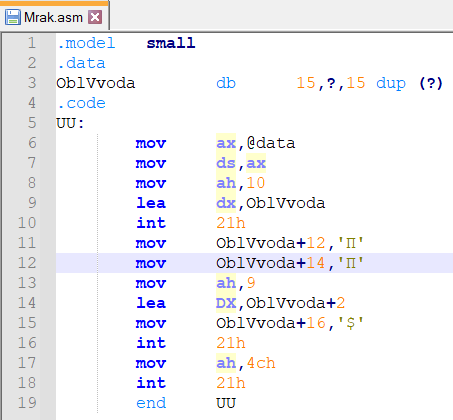 Mrak.asm
1 .model small
2 .data
3 OblVvoda db 15,?,15 dup (?)
4 .code
5 UU:
6 mov ax,@data
7 mov ds,ax
8 mov ah,10
9 lea dx,OblVvoda
10 int 21h
11 mov OblVvoda+12,'П'
12 mov OblVvoda+14,'П'
13 mov ah,9
14 lea DX,OblVvoda+2
15 mov OblVvoda+16,'$'
16 int 21h
17 mov ah,4ch
18 int 21h
19 end UU